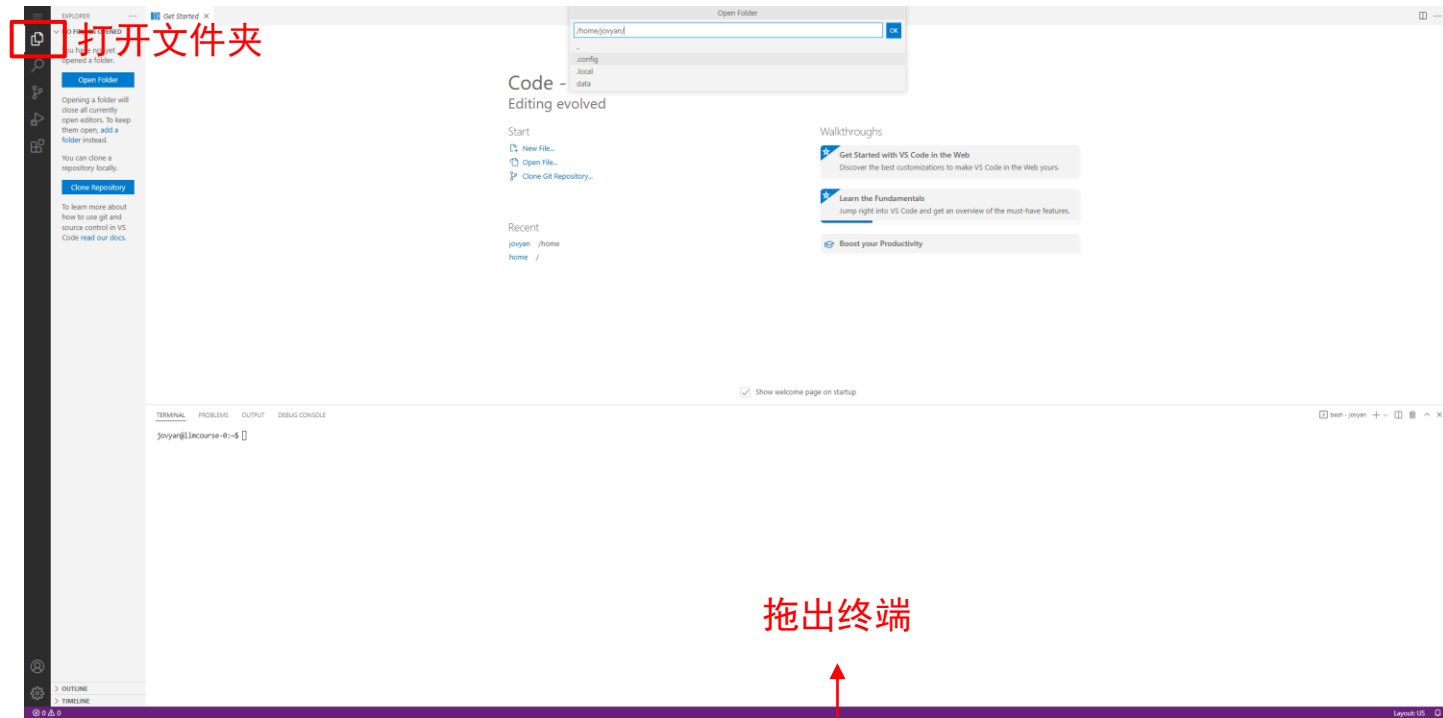 EXPLORER
NO FOLDER OPENED
打开文件夹
You have not yet
opened a folder.
Open Folder
Opening a folder will
close all currently
open editors. To keep
them open, add a
folder instead.
You can clone a
repository locally.
Clone Repository
To learn more about
how to use git and
source control in VS
Code read our docs.
OUTLINE
TIMELINE
Get Started
Open Folder
/home/jovyan/
OK
..
.config
.local
data
Code -
Editing evolved
Start
New File...
Open File...
Clone Git Repository...
Recent
jovyan /home
home /
Walkthroughs
Get Started with VS Code in the Web
Discover the best customizations to make VS Code in the Web yours.
Learn the Fundamentals
Jump right into VS Code and get an overview of the must-have features.
Boost your Productivity
Show welcome page on startup
TERMINAL PROBLEMS OUTPUT DEBUG CONSOLE
bash - jovyan
jovyan@llmcourse-0:~$
拖出终端
0 0
Layout: US